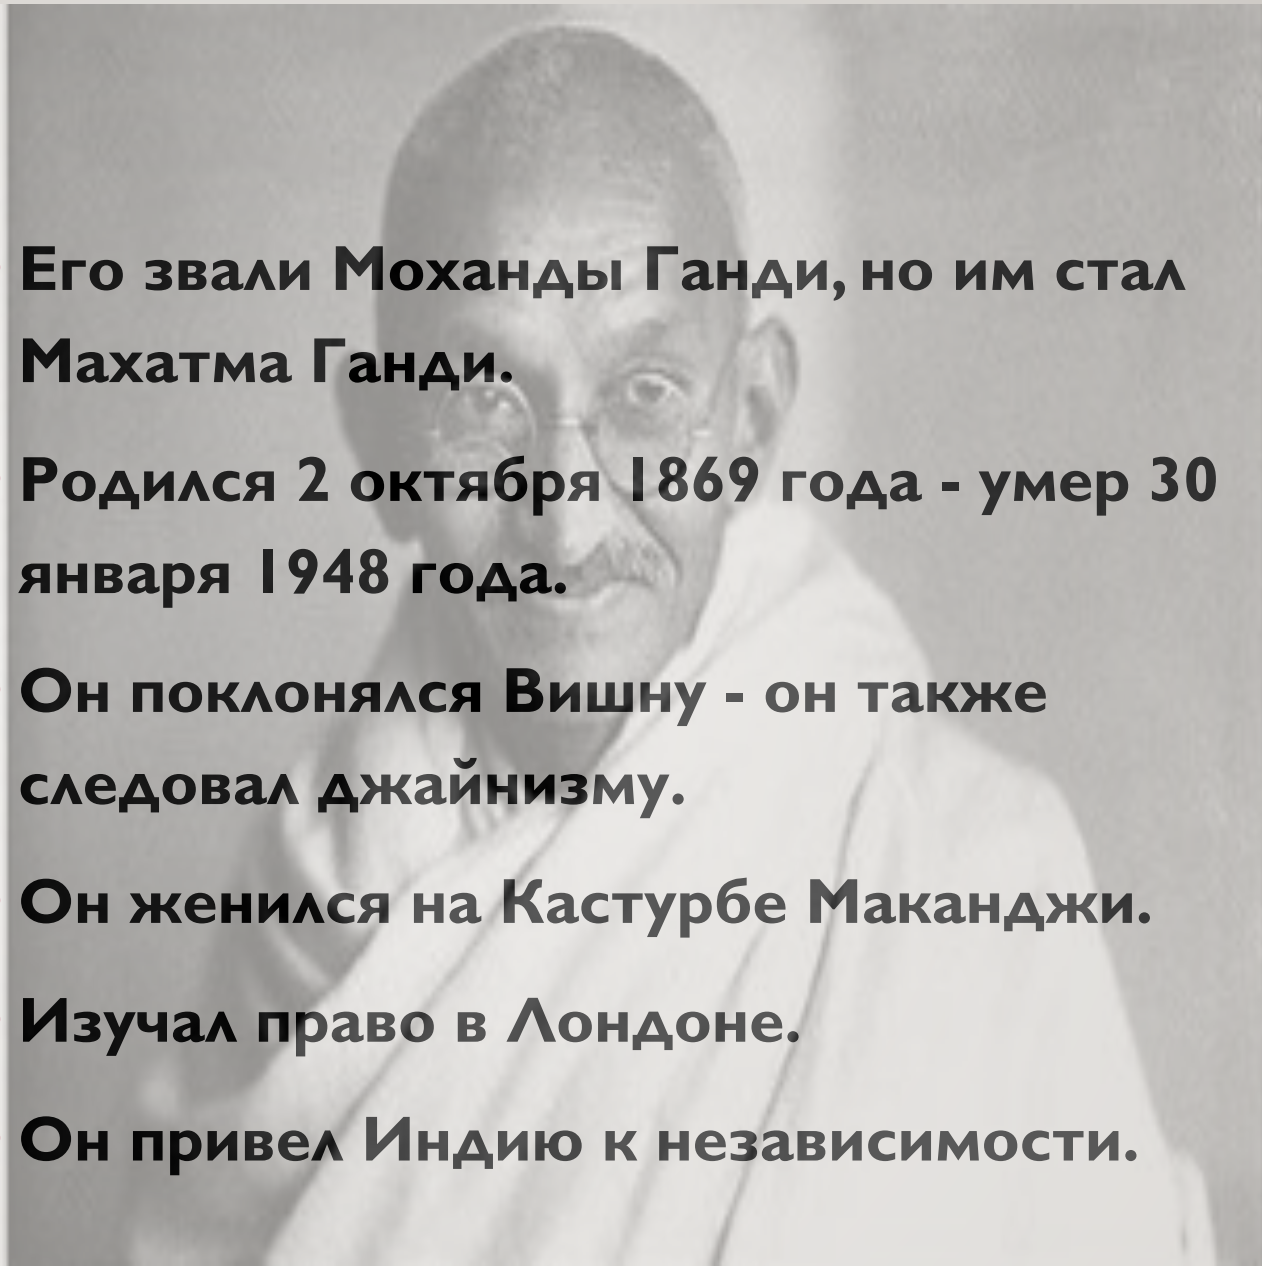 Его звали Моханды Ганди, но им стал
Махатма Ганди.
Родился 2 октября 1869 года - умер 30
января 1948 года.
Он поклонялся Вишну - он также
следовал джайнизму.
Он женился на Кастурбе Маканджи.
Изучал право в Лондоне.
Он привел Индию к независимости.